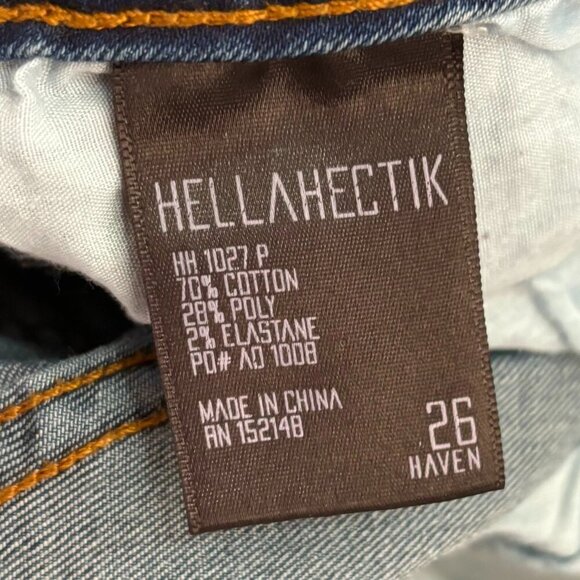 HELLAHECTIK
HH 1027 P
70% COTTON
28% POLY
2% ELASTANE
PO# AD 1008
MADE IN CHINA
RN 152148
26
HAVEN